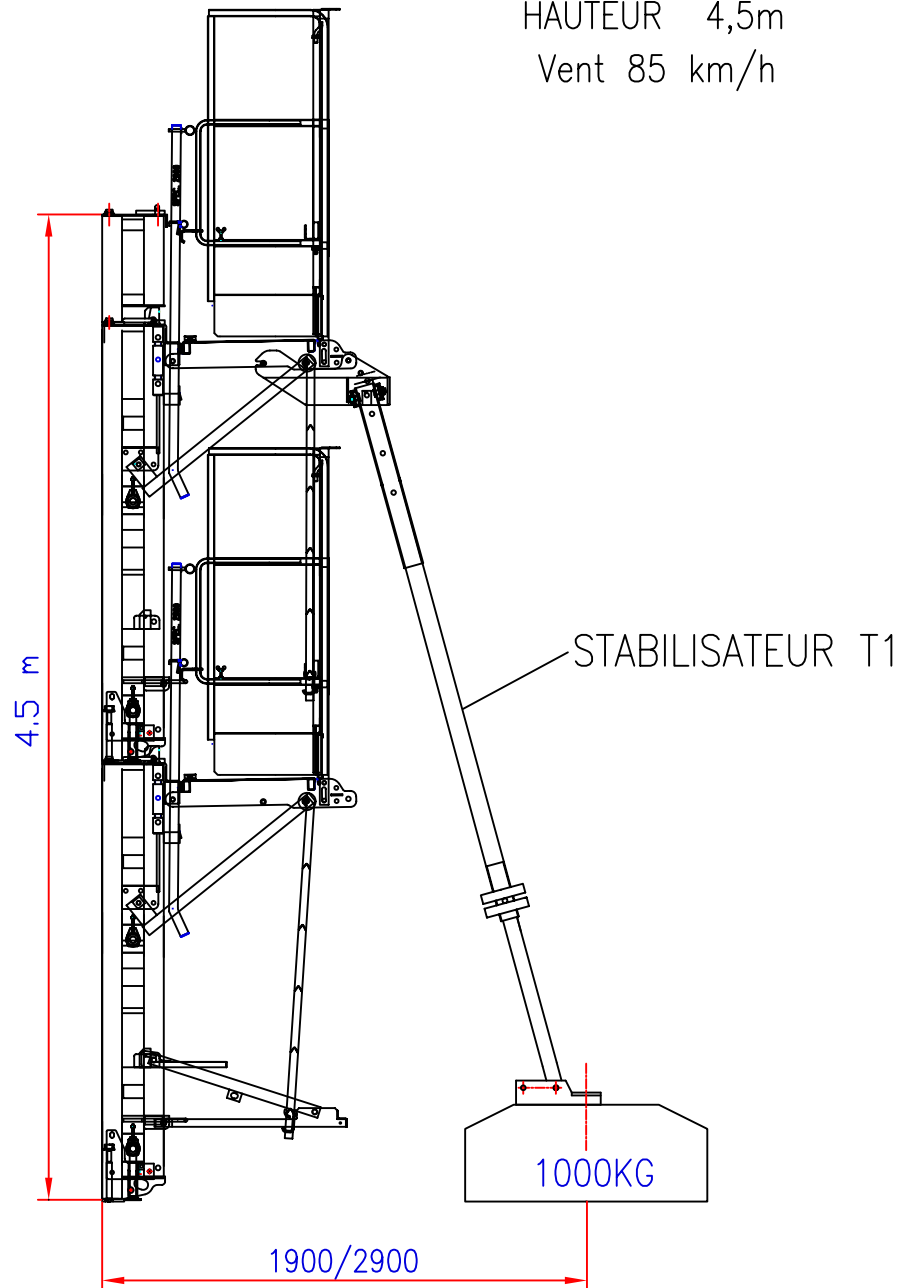 HAUTEUR 4,5m
Vent 85 km/h
4.5 m
STABILISATEUR T1
1000KG
1900/2900